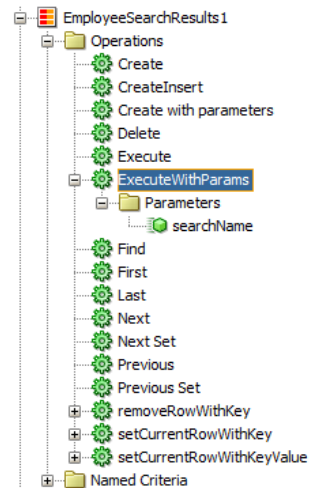 EmployeeSearchResults1
Operations
Create
CreateInsert
Create with parameters
Delete
Execute
ExecuteWithParams
Parameters
searchName
Find
First
Last
Next
Next Set
Previous
Previous Set
removeRowWithKey
setCurrentRowWithKey
setCurrentRowWithKeyValue
Named Criteria